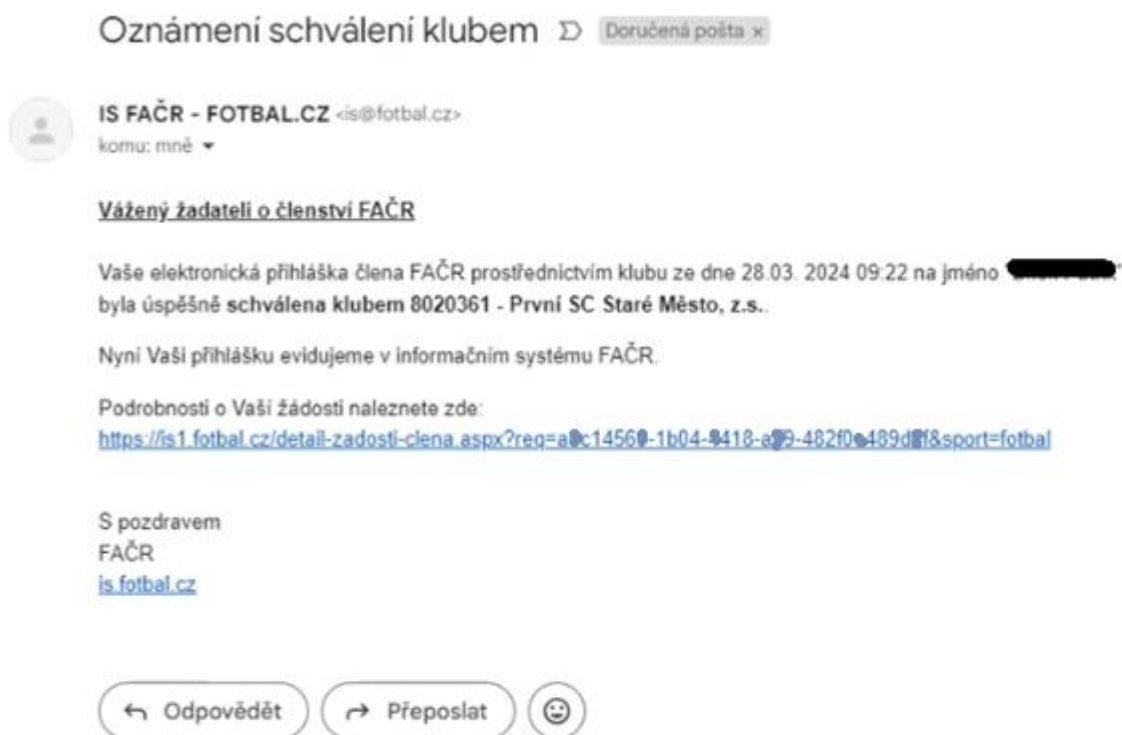 Oznámení schválení klubem Doručená pošta x
IS FAČR - FOTBAL.CZ <is@fotbal.cz>
komu: mně
Vážený žadateli o členství FAČR
Vaše elektronická přihláška člena FAČR prostřednictvím klubu ze dne 28.03. 2024 09:22 na jméno
byla úspěšně schválena klubem 8020361 - První SC Staré Město, z.s..
Nyní Vaši přihlášku evidujeme v informačním systému FAČR.
Podrobnosti o Vaší žádosti naleznete zde:
S pozdravem
FAČR
is.fotbal.cz
Odpovědět Přeposlat